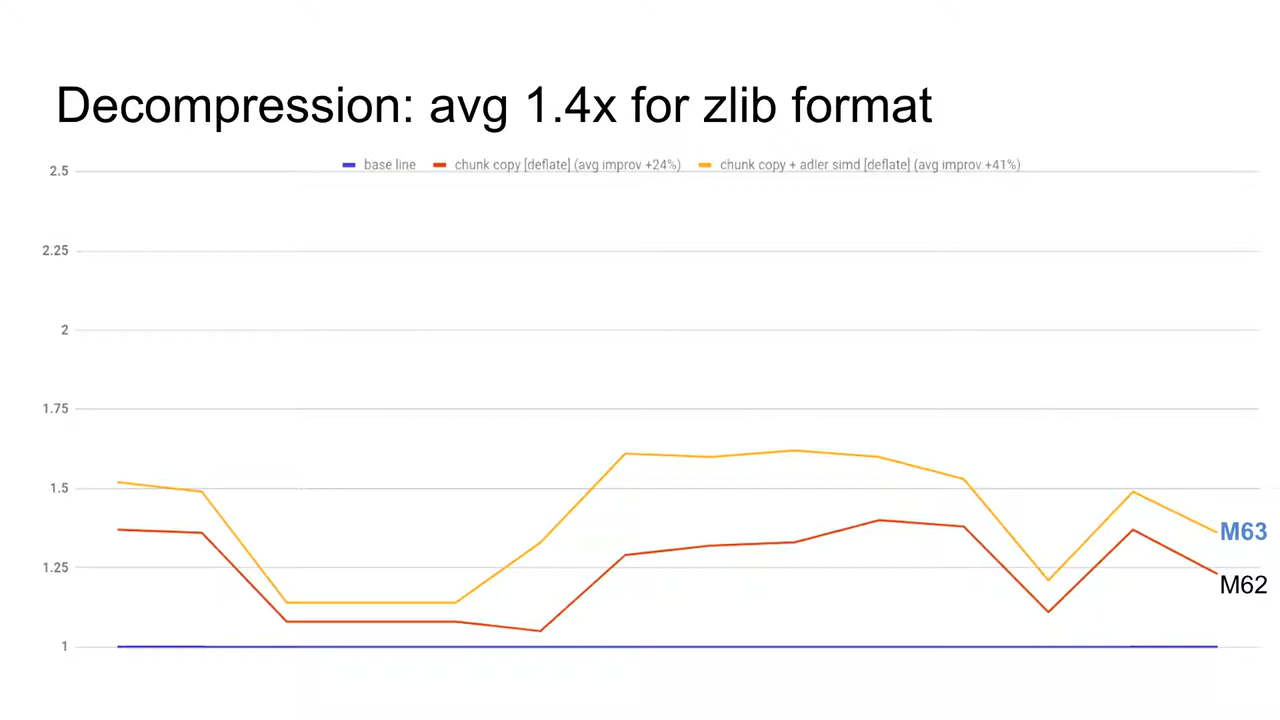 Decompression: avg 1.4x for zlib format
base line chunk copy [deflate] (avg improv +24%) chunk copy + adler simd [deflate] (avg improv +41%)
2.5
2.25
2
1.75
1.5
M63
1.25
M62
1